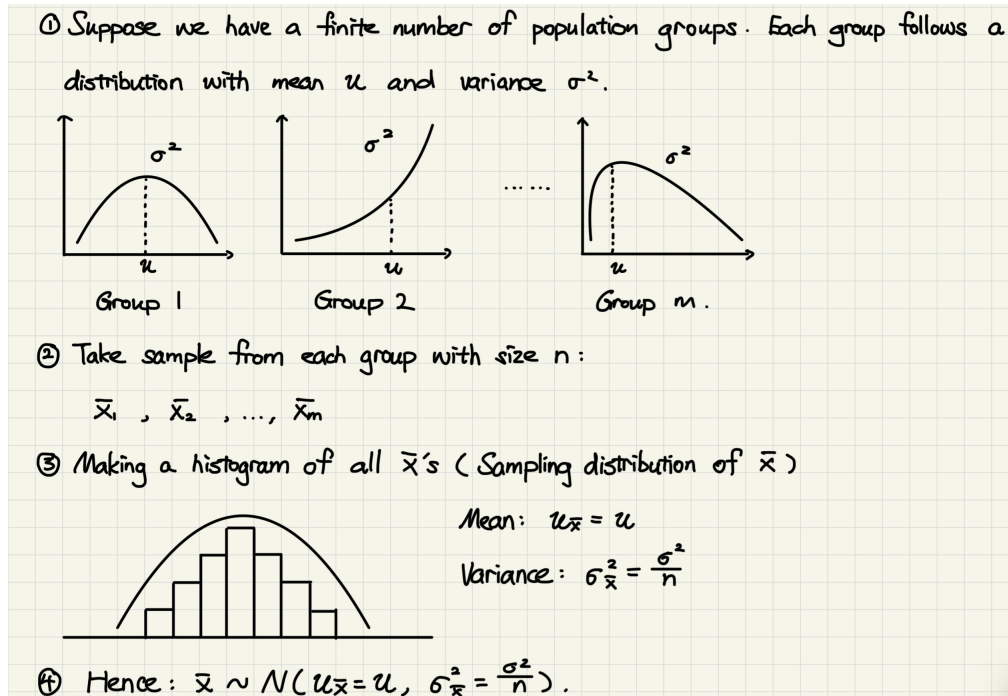 ① Suppose we have a finite number of population groups. Each group follows a
distribution with mean u and variance σ².
σ² σ² ...... σ²
u u u
Group 1 Group 2 Group m.
② Take sample from each group with size n:
x̄₁ , x̄₂ , ..., x̄m
③ Making a histogram of all x̄'s (Sampling distribution of x̄)
Mean: u_x̄ = u
Variance: σ²_x̄ = σ²/n
④ Hence: x̄ ~ N(u_x̄ = u, σ²_x̄ = σ²/n).